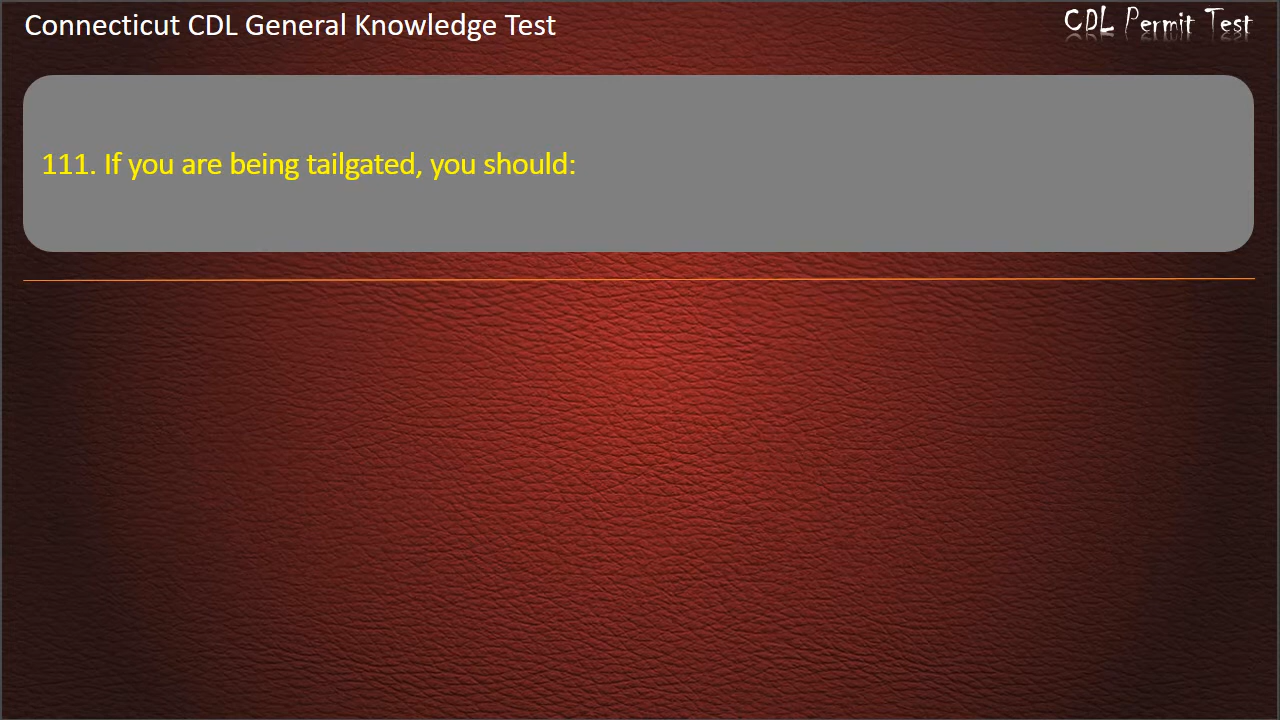 Connecticut CDL General Knowledge Test
CDL Permit Test
111. If you are being tailgated, you should: